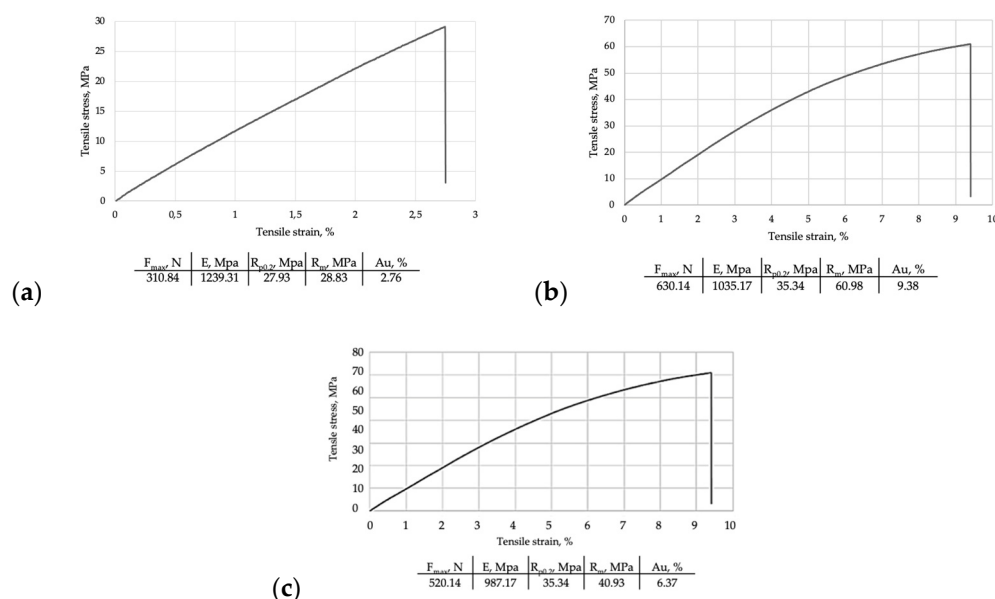 Tensile stress, MPa
30
25
20
15
10
5
0
0 0,5 1 1,5 2 2,5 3
Tensile strain, %
Fmax, N E, Mpa Rp0.2, Mpa Rm, MPa Au, %
310.84 1239.31 27.93 28.83 2.76
(a)
Tensle stress, MPa
70
60
50
40
30
20
10
0
0 1 2 3 4 5 6 7 8 9 10
Tensile strain, %
Fmax, N E, Mpa Rp0.2, Mpa Rm, MPa Au, %
630.14 1035.17 35.34 60.98 9.38
(b)
Tensle stress, MPa
80
70
60
50
40
30
20
10
0
0 1 2 3 4 5 6 7 8 9 10
Tensile strain, %
Fmax, N E, Mpa Rp0.2, Mpa Rm, MPa Au, %
520.14 987.17 35.34 40.93 6.37
(c)